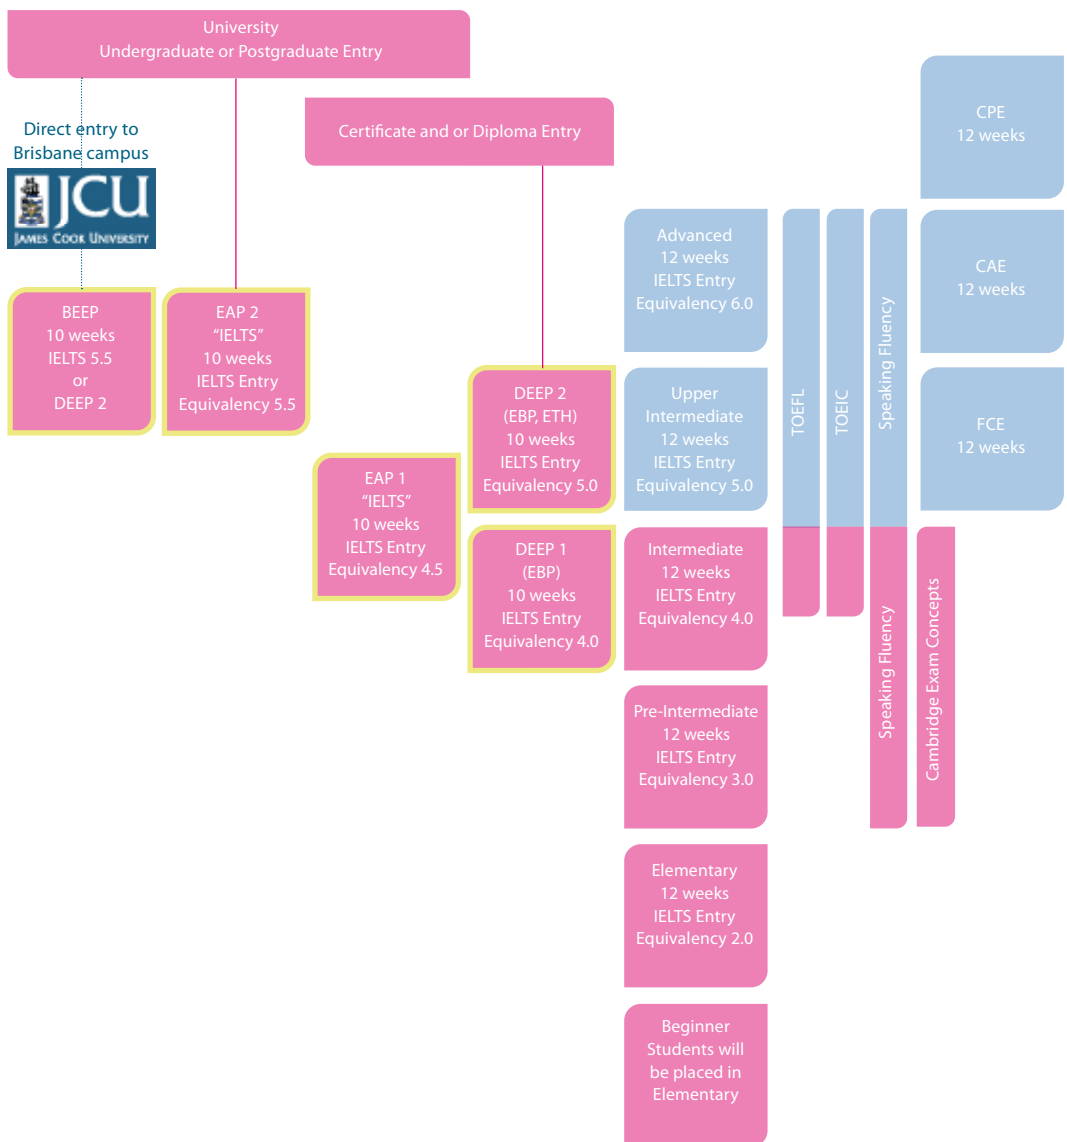 University
Undergraduate or Postgraduate Entry
Certificate and or Diploma Entry
Direct entry to
Brisbane campus
JCU
JAMES COOK UNIVERSITY
BEEP
10 weeks
IELTS 5.5
or
DEEP 2
EAP 2
“IELTS”
10 weeks
IELTS Entry
Equivalency 5.5
EAP 1
“IELTS”
10 weeks
IELTS Entry
Equivalency 4.5
DEEP 2
(EBP, ETH)
10 weeks
IELTS Entry
Equivalency 5.0
DEEP 1
(EBP)
10 weeks
IELTS Entry
Equivalency 4.0
Advanced
12 weeks
IELTS Entry
Equivalency 6.0
Upper
Intermediate
12 weeks
IELTS Entry
Equivalency 5.0
Intermediate
12 weeks
IELTS Entry
Equivalency 4.0
Pre-Intermediate
12 weeks
IELTS Entry
Equivalency 3.0
Elementary
12 weeks
IELTS Entry
Equivalency 2.0
Beginner
Students will
be placed in
Elementary
TOEFL
TOEIC
Speaking Fluency
Speaking Fluency
Cambridge Exam Concepts
CPE
12 weeks
CAE
12 weeks
FCE
12 weeks